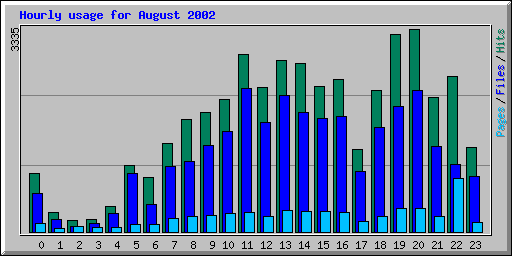 Hourly usage for August 2002
3335
Pages/Files/Hits
0 1 2 3 4 5 6 7 8 9 10 11 12 13 14 15 16 17 18 19 20 21 22 23